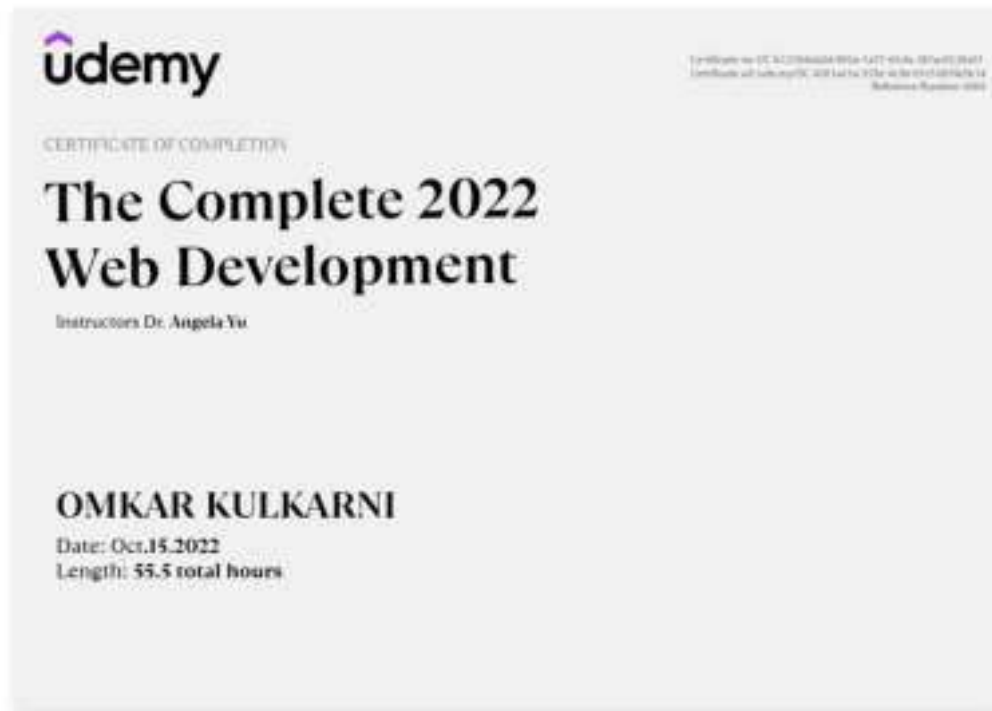 ûdemy
CERTIFICATE OF COMPLETION
The Complete 2022
Web Development
Instructors Dr. Angela Yu
OMKAR KULKARNI
Date: Oct.15.2022
Length: 55.5 total hours